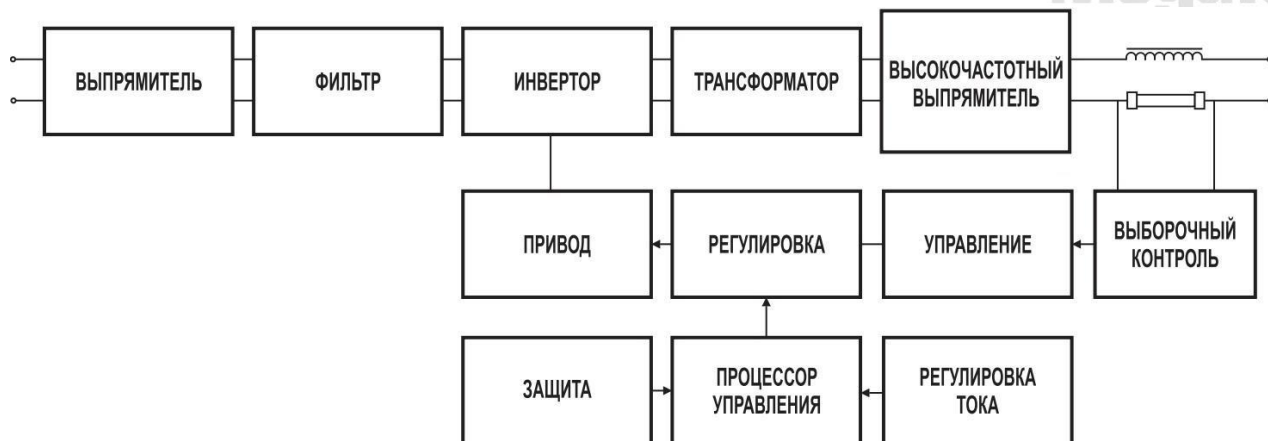 ВЫПРЯМИТЕЛЬ
ФИЛЬТР
ИНВЕРТОР
ТРАНСФОРМАТОР
ВЫСОКОЧАСТОТНЫЙ
ВЫПРЯМИТЕЛЬ
ПРИВОД
РЕГУЛИРОВКА
УПРАВЛЕНИЕ
ВЫБОРОЧНЫЙ
КОНТРОЛЬ
ЗАЩИТА
ПРОЦЕССОР
УПРАВЛЕНИЯ
РЕГУЛИРОВКА
ТОКА